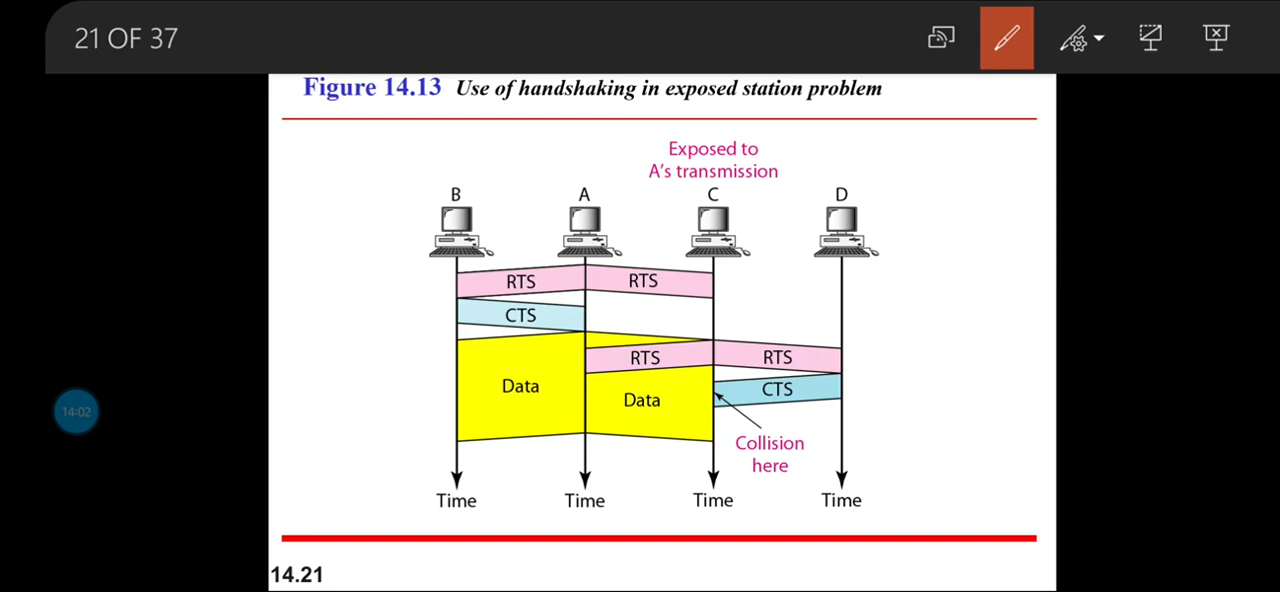 21 OF 37
Figure 14.13 Use of handshaking in exposed station problem
Exposed to
A's transmission
B A C D
RTS RTS
CTS
RTS RTS
Data
CTS
Data
Collision
here
Time Time Time Time
14:02
14.21